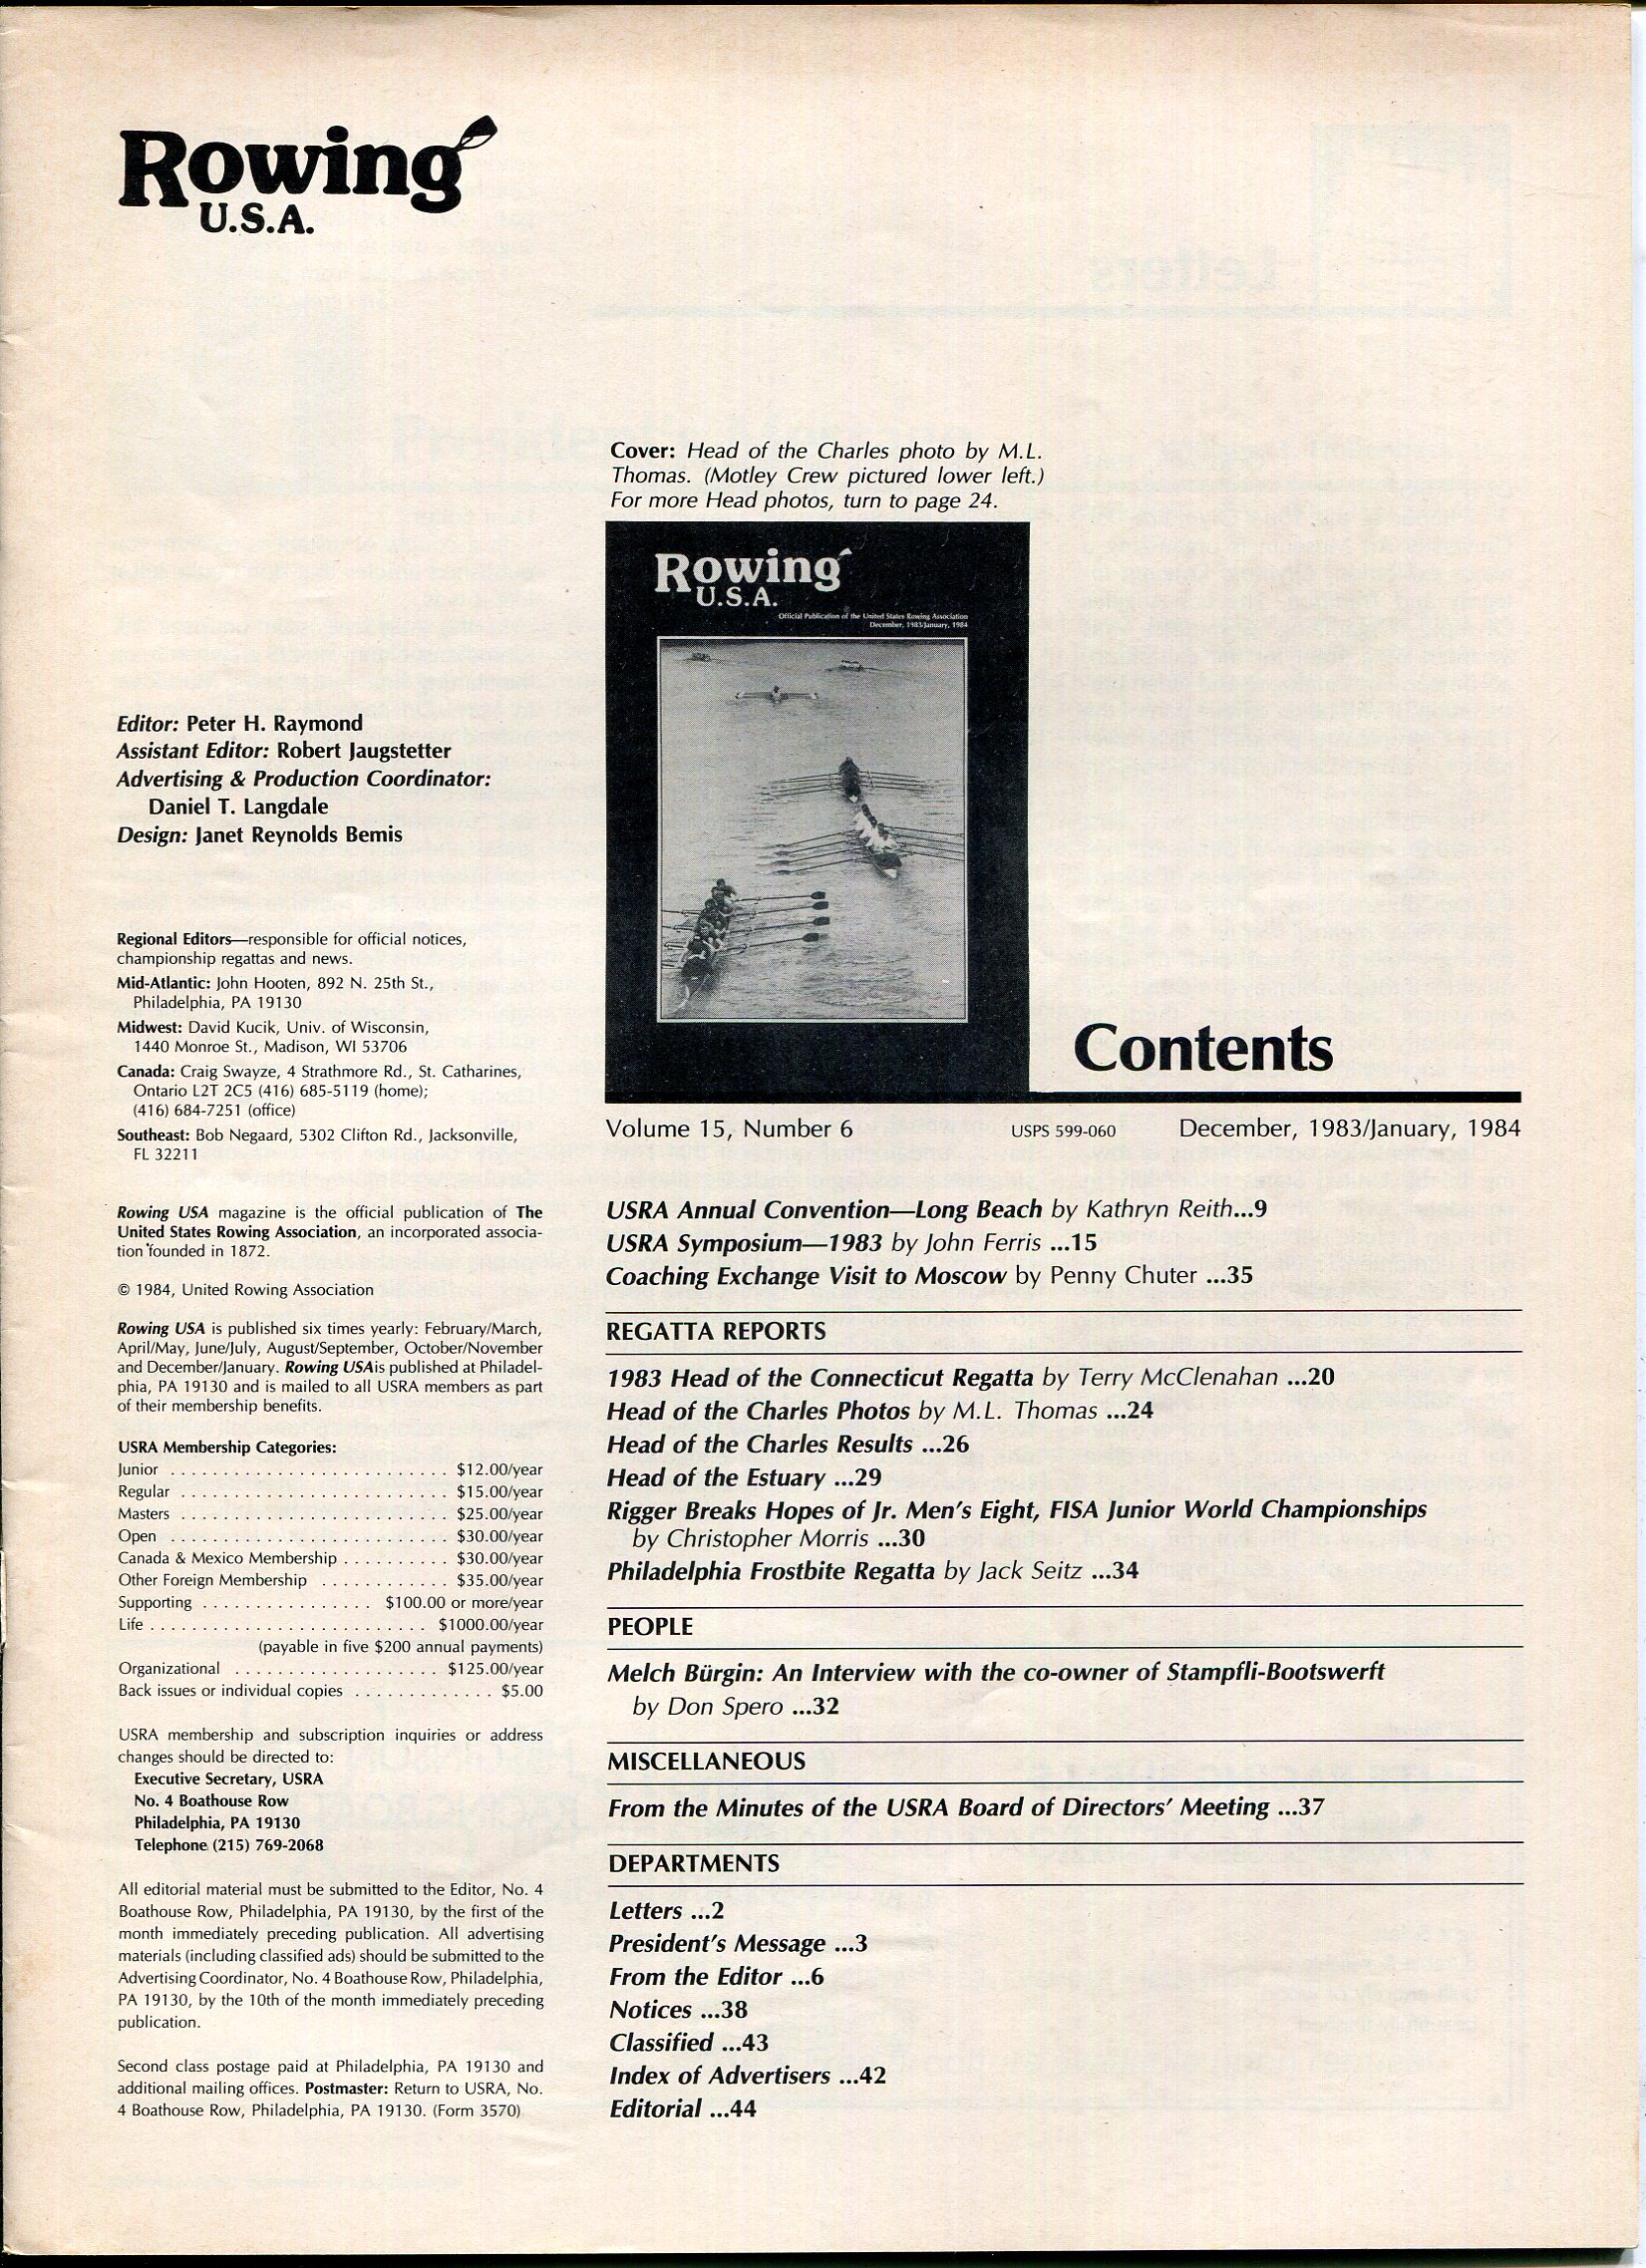 Rowing
U.S.A.
Cover: Head of the Charles photo by M.L.
Thomas. (Motley Crew pictured lower left.)
For more Head photos, turn to page 24.
Rowing
U.S.A.
Official Publication of the United States Rowing Association
December, 1983/January, 1984
Editor: Peter H. Raymond
Assistant Editor: Robert Jaugstetter
Advertising & Production Coordinator:
Daniel T. Langdale
Design: Janet Reynolds Bemis
Regional Editors—responsible for official notices,
championship regattas and news.
Mid-Atlantic: John Hooten, 892 N. 25th St.,
Philadelphia, PA 19130
Midwest: David Kucik, Univ. of Wisconsin,
1440 Monroe St., Madison, WI 53706
Canada: Craig Swayze, 4 Strathmore Rd., St. Catharines,
Ontario L2T 2C5 (416) 685-5119 (home);
(416) 684-7251 (office)
Southeast: Bob Negaard, 5302 Clifton Rd., Jacksonville,
FL 32211
Rowing USA magazine is the official publication of The
United States Rowing Association, an incorporated associa-
tion founded in 1872.
© 1984, United Rowing Association
Rowing USA is published six times yearly: February/March,
April/May, June/July, August/September, October/November
and December/January. Rowing USAis published at Philadel-
phia, PA 19130 and is mailed to all USRA members as part
of their membership benefits.
USRA Membership Categories:
Junior . . . . . . . . . . . . . . . . . . . . . . . . . . . $12.00/year
Regular . . . . . . . . . . . . . . . . . . . . . . . . . . $15.00/year
Masters . . . . . . . . . . . . . . . . . . . . . . . . . . $25.00/year
Open . . . . . . . . . . . . . . . . . . . . . . . . . . . $30.00/year
Canada & Mexico Membership . . . . . . . . . . $30.00/year
Other Foreign Membership . . . . . . . . . . . . $35.00/year
Supporting . . . . . . . . . . . . . . . . $100.00 or more/year
Life . . . . . . . . . . . . . . . . . . . . . . . . . . . $1000.00/year
(payable in five $200 annual payments)
Organizational . . . . . . . . . . . . . . . . . . . $125.00/year
Back issues or individual copies . . . . . . . . . . . . . $5.00
USRA membership and subscription inquiries or address
changes should be directed to:
Executive Secretary, USRA
No. 4 Boathouse Row
Philadelphia, PA 19130
Telephone (215) 769-2068
All editorial material must be submitted to the Editor, No. 4
Boathouse Row, Philadelphia, PA 19130, by the first of the
month immediately preceding publication. All advertising
materials (including classified ads) should be submitted to the
Advertising Coordinator, No. 4 Boathouse Row, Philadelphia,
PA 19130, by the 10th of the month immediately preceding
publication.
Second class postage paid at Philadelphia, PA 19130 and
additional mailing offices. Postmaster: Return to USRA, No.
4 Boathouse Row, Philadelphia, PA 19130. (Form 3570)
Contents
Volume 15, Number 6 USPS 599-060 December, 1983/January, 1984
USRA Annual Convention—Long Beach by Kathryn Reith...9
USRA Symposium—1983 by John Ferris ...15
Coaching Exchange Visit to Moscow by Penny Chuter ...35
REGATTA REPORTS
1983 Head of the Connecticut Regatta by Terry McClenahan ...20
Head of the Charles Photos by M.L. Thomas ...24
Head of the Charles Results ...26
Head of the Estuary ...29
Rigger Breaks Hopes of Jr. Men's Eight, FISA Junior World Championships
by Christopher Morris ...30
Philadelphia Frostbite Regatta by Jack Seitz ...34
PEOPLE
Melch Bürgin: An Interview with the co-owner of Stampfli-Bootswerft
by Don Spero ...32
MISCELLANEOUS
From the Minutes of the USRA Board of Directors' Meeting ...37
DEPARTMENTS
Letters ...2
President's Message ...3
From the Editor ...6
Notices ...38
Classified ...43
Index of Advertisers ...42
Editorial ...44